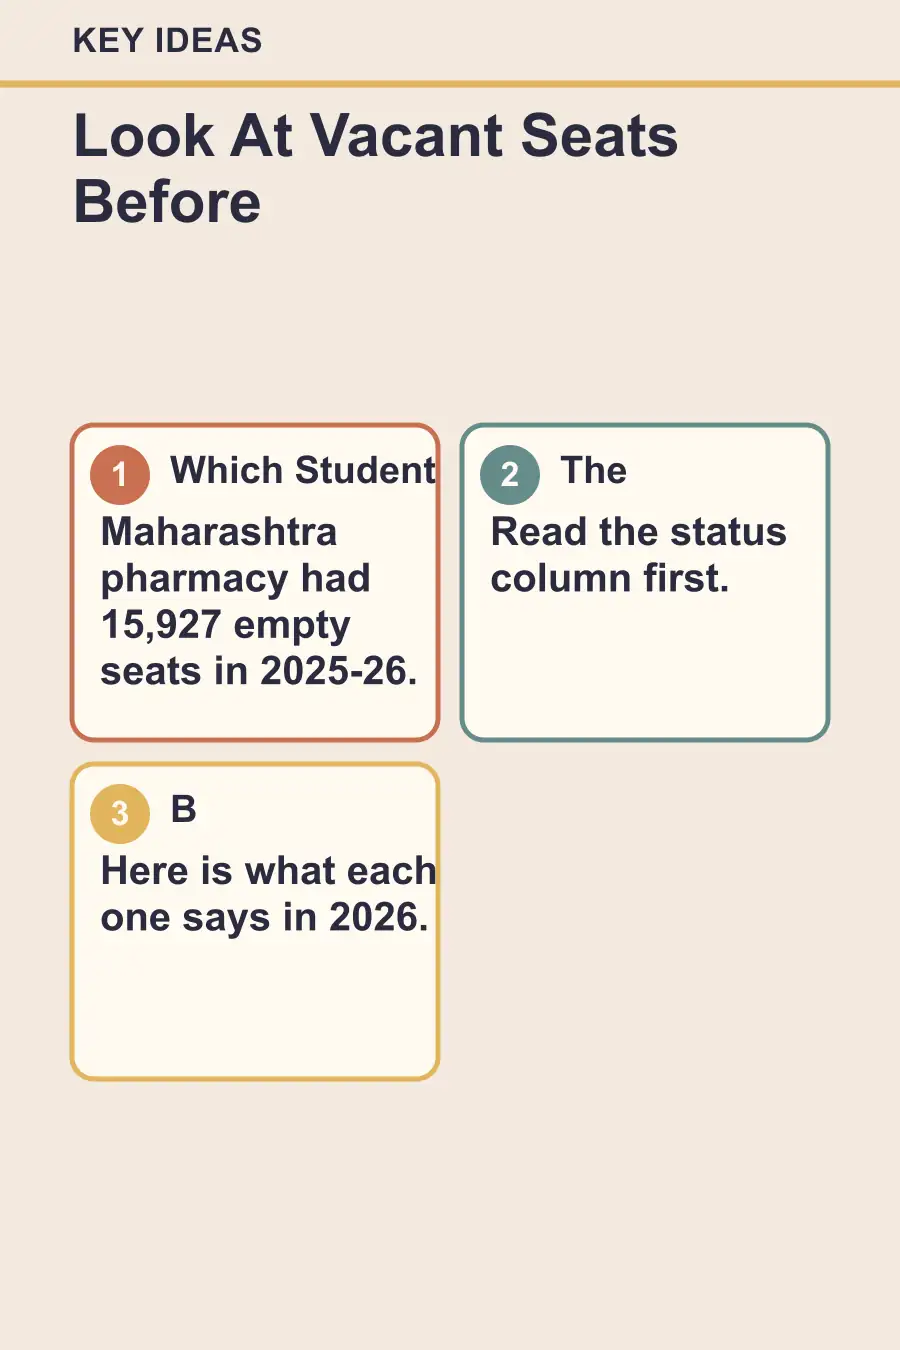 KEY IDEAS
Look At Vacant Seats
Before
1 Which Student
Maharashtra
pharmacy had
15,927 empty
seats in 2025-26.
2 The
Read the status
column first.
3 B
Here is what each
one says in 2026.